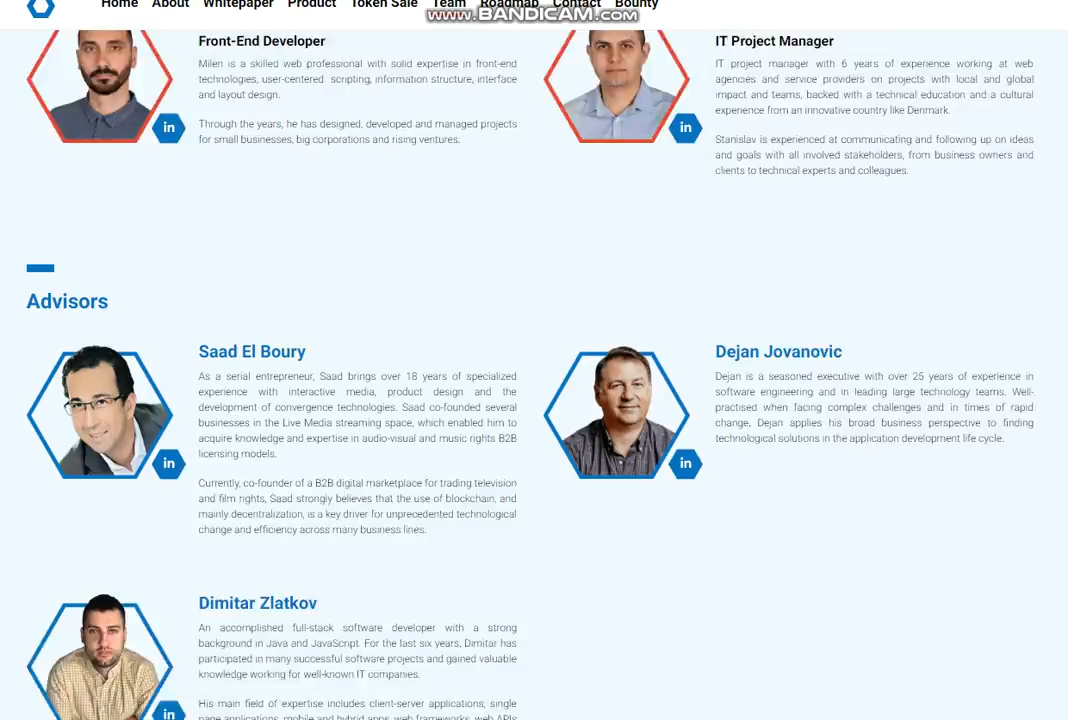 Home About Whitepaper Product Token Sale Team Roadmap Contact Bounty
www.BANDICAM.com
Front-End Developer
Milen is a skilled web professional with solid expertise in front-end
technologies, user-centered scripting, information structure, interface
and layout design.
Through the years, he has designed, developed and managed projects
for small businesses, big corporations and rising ventures.
in
IT Project Manager
IT project manager with 6 years of experience working at web
agencies and service providers on projects with local and global
impact and teams, backed with a technical education and a cultural
experience from an innovative country like Denmark.
Stanislav is experienced at communicating and following up on ideas
and goals with all involved stakeholders, from business owners and
clients to technical experts and colleagues.
in
Advisors
Saad El Boury
As a serial entrepreneur, Saad brings over 18 years of specialized
experience with interactive media, product design and the
development of convergence technologies. Saad co-founded several
businesses in the Live Media streaming space, which enabled him to
acquire knowledge and expertise in audio-visual and music rights B2B
licensing models.
Currently, co-founder of a B2B digital marketplace for trading television
and film rights, Saad strongly believes that the use of blockchain, and
mainly decentralization, is a key driver for unprecedented technological
change and efficiency across many business lines.
in
Dejan Jovanovic
Dejan is a seasoned executive with over 25 years of experience in
software engineering and in leading large technology teams. Well-
practised when facing complex challenges and in times of rapid
change, Dejan applies his broad business perspective to finding
technological solutions in the application development life cycle.
in
Dimitar Zlatkov
An accomplished full-stack software developer with a strong
background in Java and JavaScript. For the last six years, Dimitar has
participated in many successful software projects and gained valuable
knowledge working for well-known IT companies.
His main field of expertise includes client-server applications, single
page applications, mobile and hybrid apps, web frameworks, web APIs
in